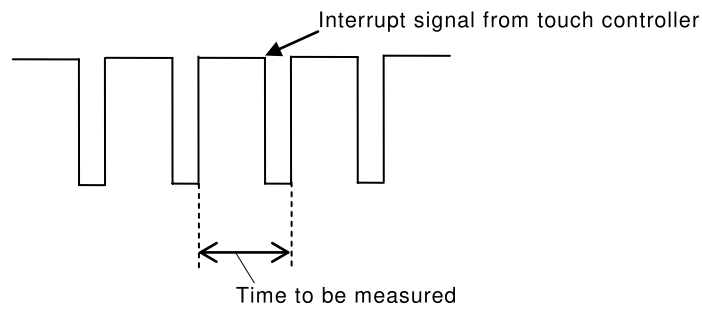 Interrupt signal from touch controller
Time to be measured